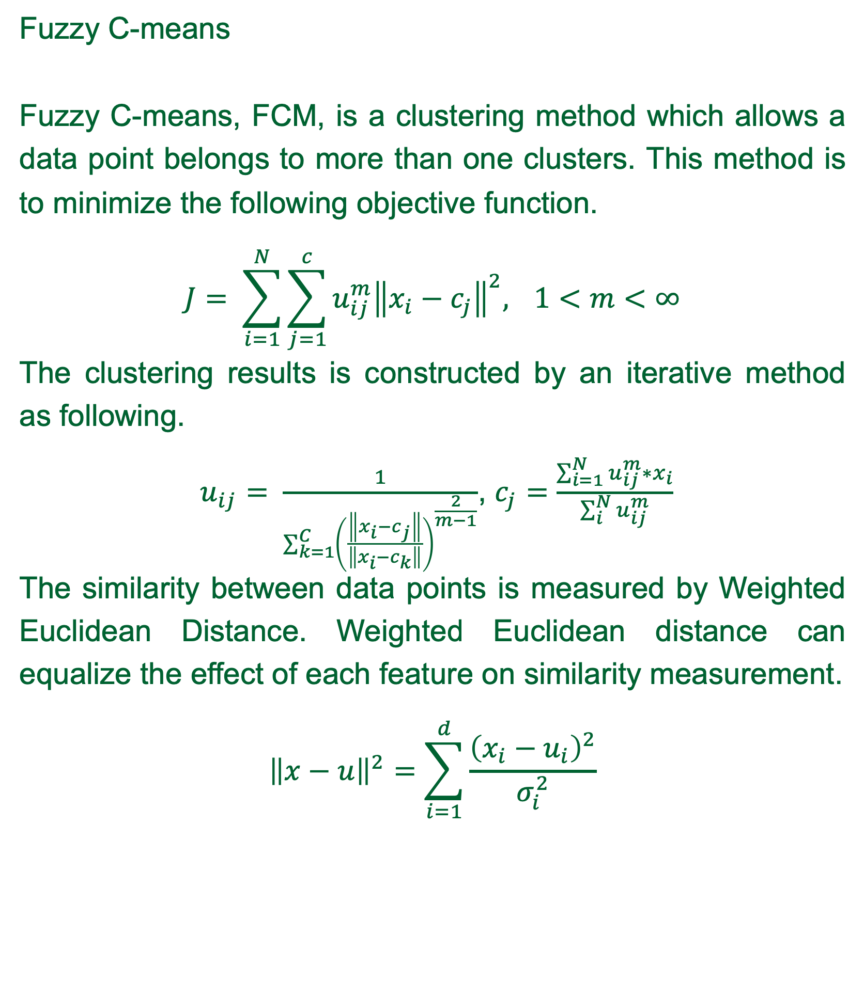 Fuzzy C-means
Fuzzy C-means, FCM, is a clustering method which allows a
data point belongs to more than one clusters. This method is
to minimize the following objective function.
$J = \sum_{i=1}^{N} \sum_{j=1}^{c} u_{ij}^{m} \left\| x_i - c_j \right\|^2, \quad 1 < m < \infty$
The clustering results is constructed by an iterative method
as following.
$u_{ij} = \frac{1}{\sum_{k=1}^{C} \left( \frac{\left\| x_i - c_j \right\|}{\left\| x_i - c_k \right\|} \right)^{\frac{2}{m-1}}}, c_j = \frac{\sum_{i=1}^{N} u_{ij}^{m} * x_i}{\sum_{i}^{N} u_{ij}^{m}}$
The similarity between data points is measured by Weighted
Euclidean Distance. Weighted Euclidean distance can
equalize the effect of each feature on similarity measurement.
$\| x - u \|^2 = \sum_{i=1}^{d} \frac{(x_i - u_i)^2}{\sigma_i^2}$